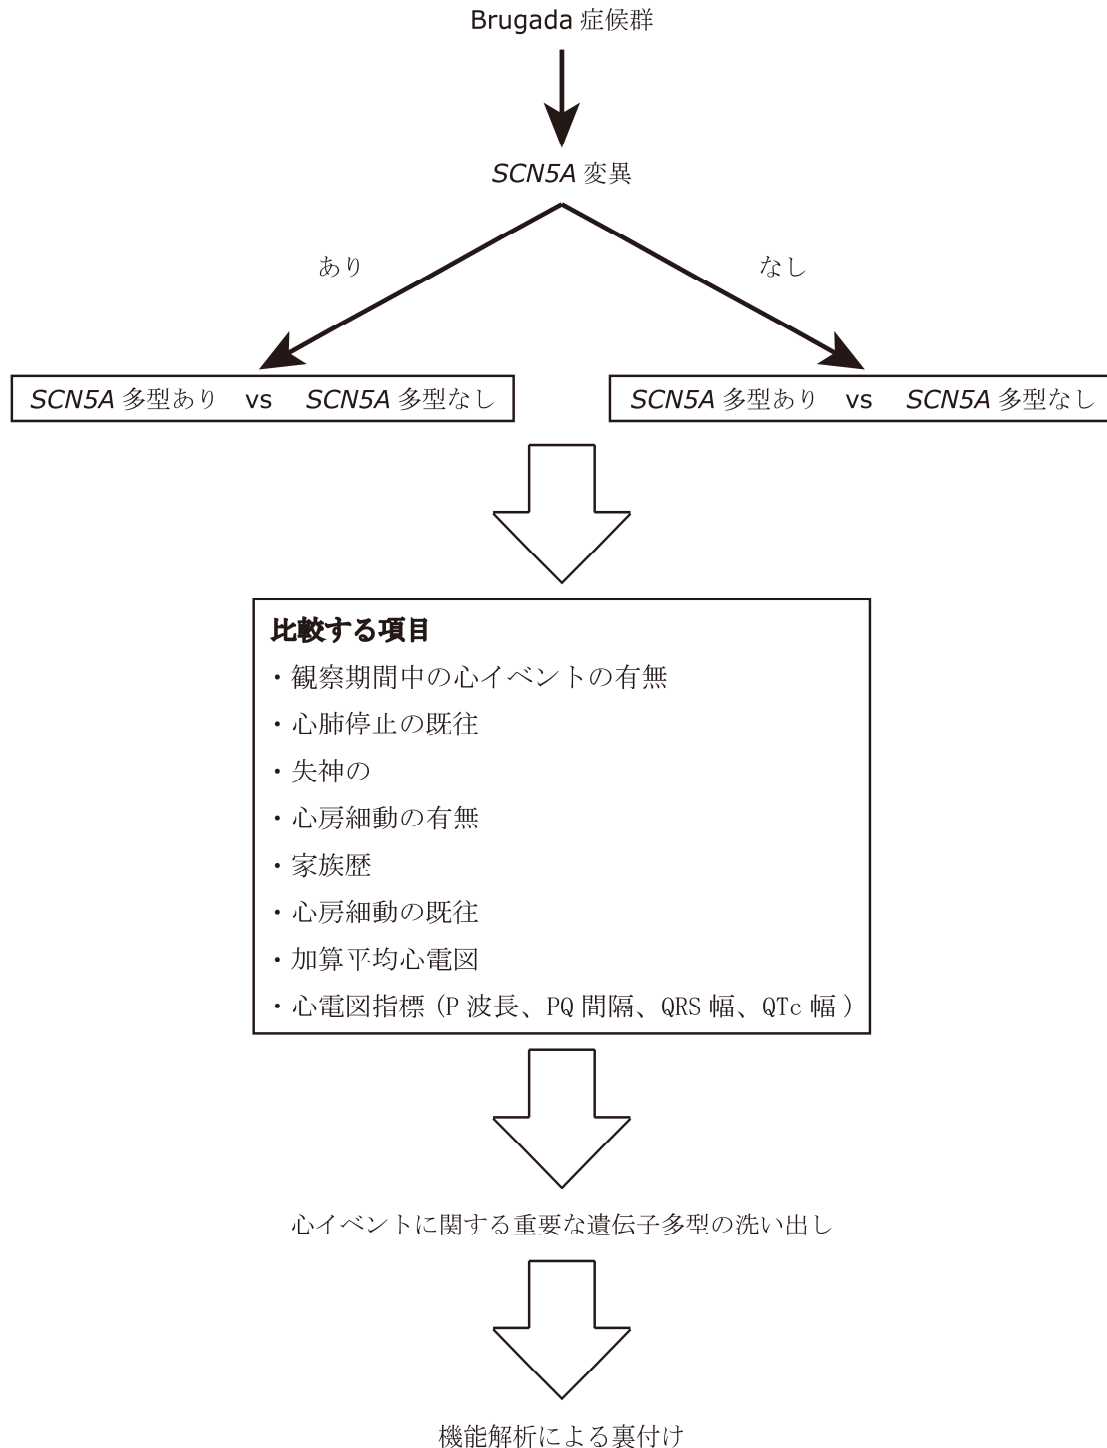 Brugada 症候群
SCN5A 変異
あり
なし
SCN5A 多型あり vs SCN5A 多型なし
SCN5A 多型あり vs SCN5A 多型なし
比較する項目
・観察期間中の心イベントの有無
・心肺停止の既往
・失神の
・心房細動の有無
・家族歴
・心房細動の既往
・加算平均心電図
・心電図指標（P 波長、PQ 間隔、QRS 幅、QTc 幅）
心イベントに関する重要な遺伝子多型の洗い出し
機能解析による裏付け